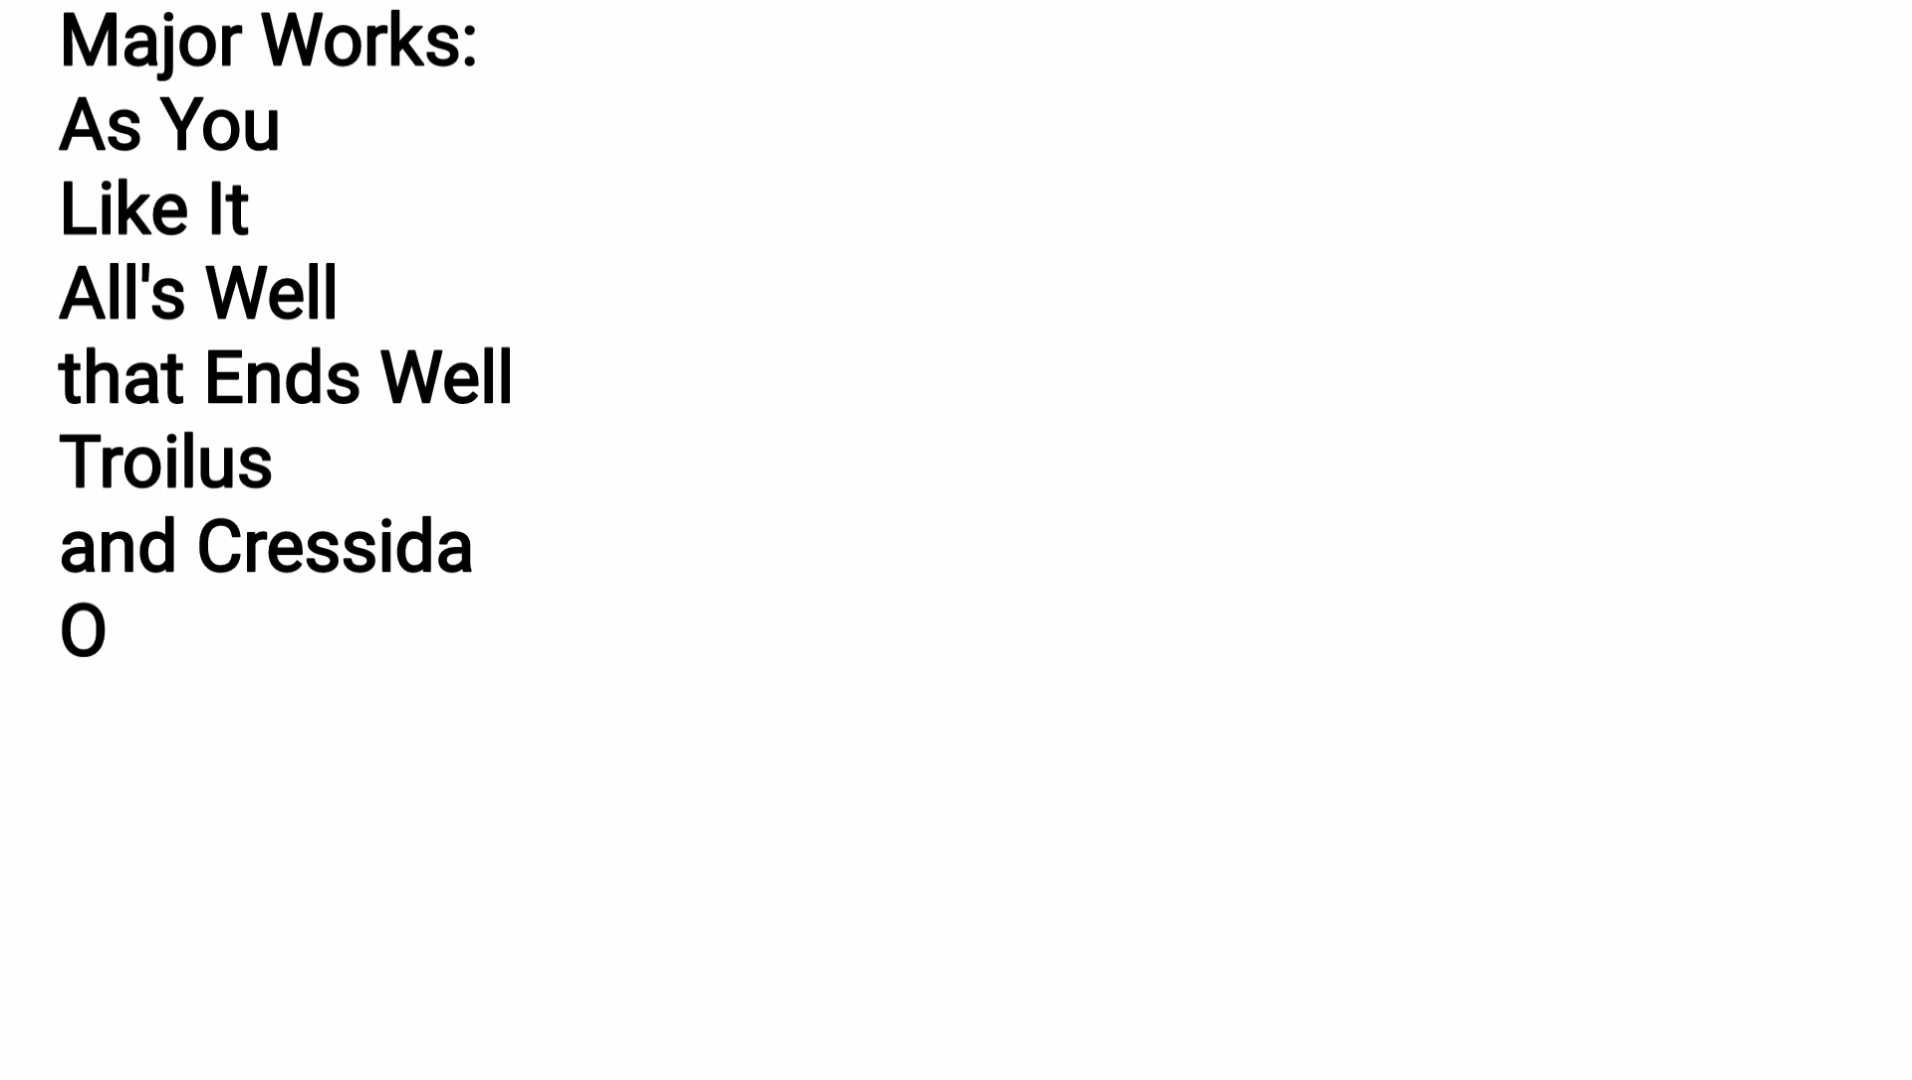 Major Works:
As You
Like It
All's Well
that Ends Well
Troilus
and Cressida
O